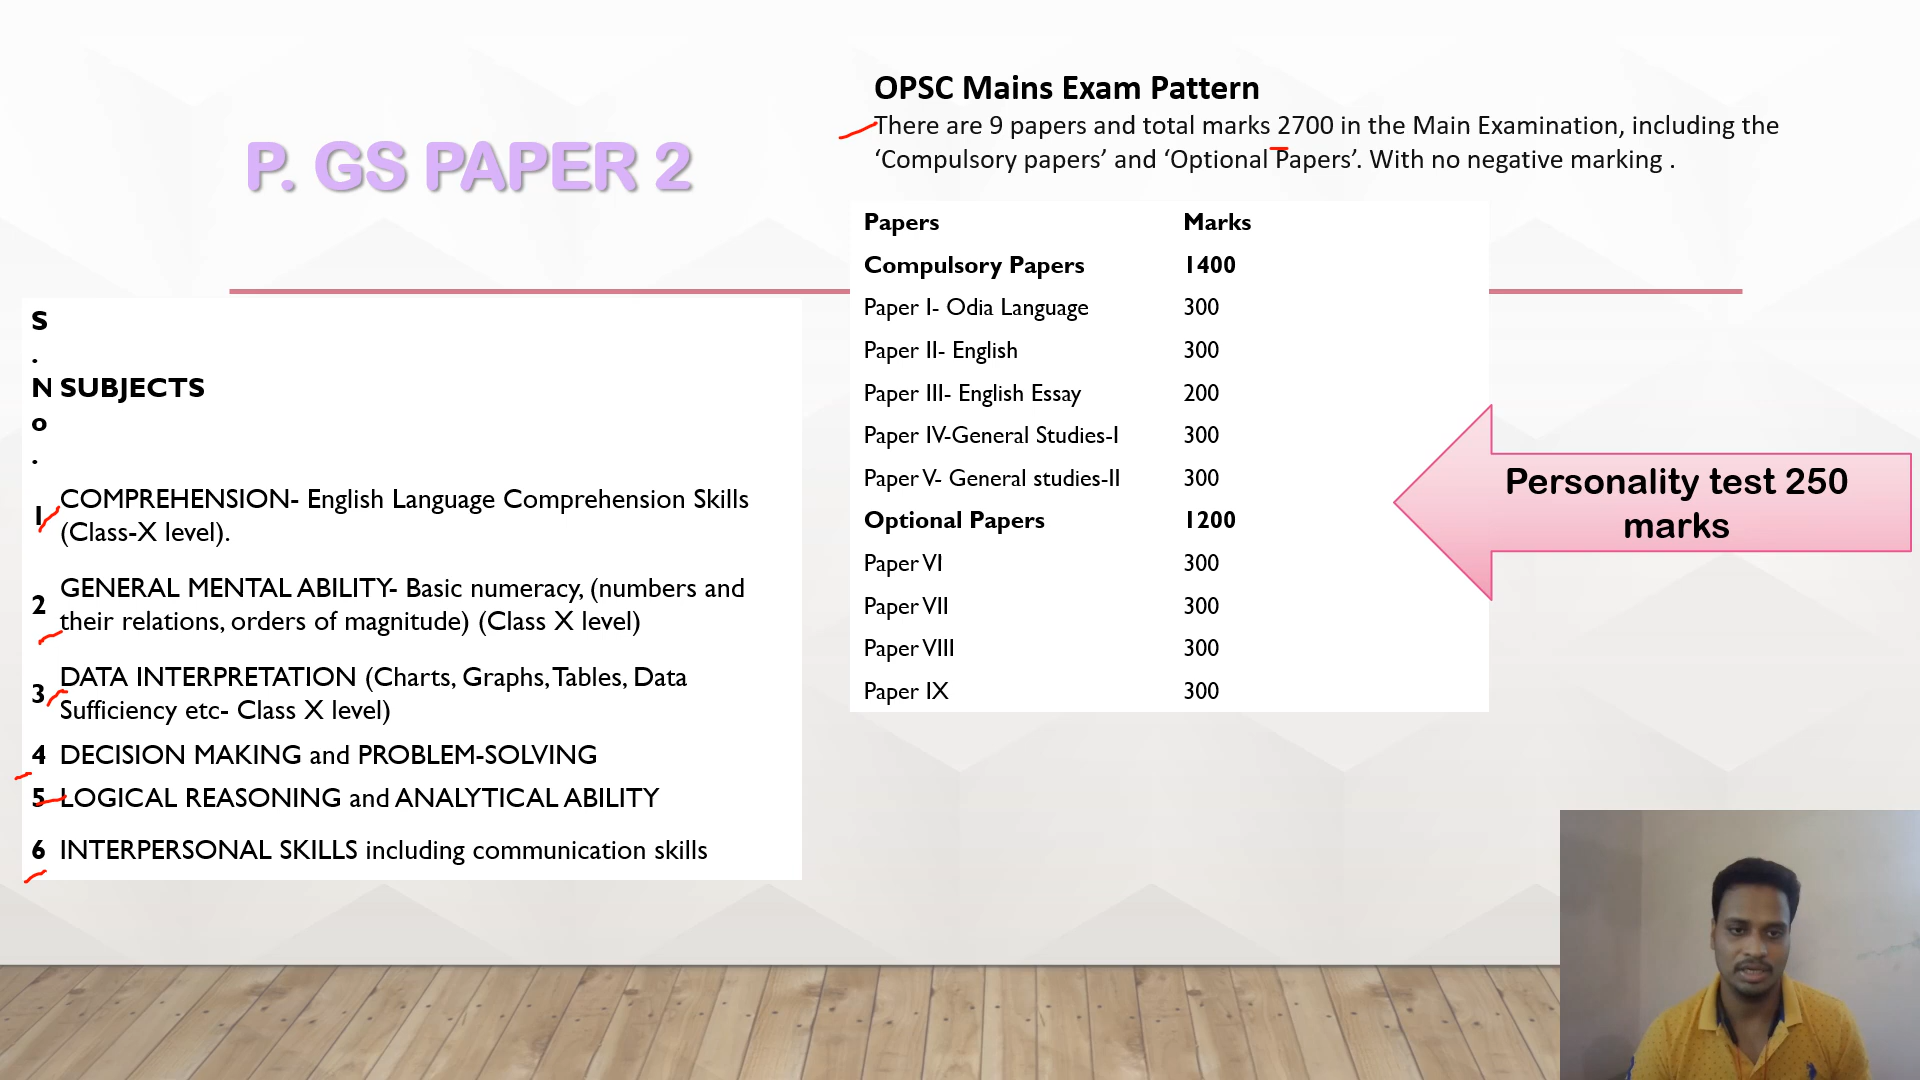 P. GS PAPER 2
S
.
N SUBJECTS
o
.
1 COMPREHENSION- English Language Comprehension Skills
(Class-X level).
2 GENERAL MENTAL ABILITY- Basic numeracy, (numbers and
their relations, orders of magnitude) (Class X level)
3 DATA INTERPRETATION (Charts, Graphs, Tables, Data
Sufficiency etc- Class X level)
4 DECISION MAKING and PROBLEM-SOLVING
5 LOGICAL REASONING and ANALYTICAL ABILITY
6 INTERPERSONAL SKILLS including communication skills
OPSC Mains Exam Pattern
There are 9 papers and total marks 2700 in the Main Examination, including the
‘Compulsory papers’ and ‘Optional Papers’. With no negative marking .
Papers Marks
Compulsory Papers 1400
Paper I- Odia Language 300
Paper II- English 300
Paper III- English Essay 200
Paper IV-General Studies-I 300
Paper V- General studies-II 300
Optional Papers 1200
Paper VI 300
Paper VII 300
Paper VIII 300
Paper IX 300
Personality test 250
marks